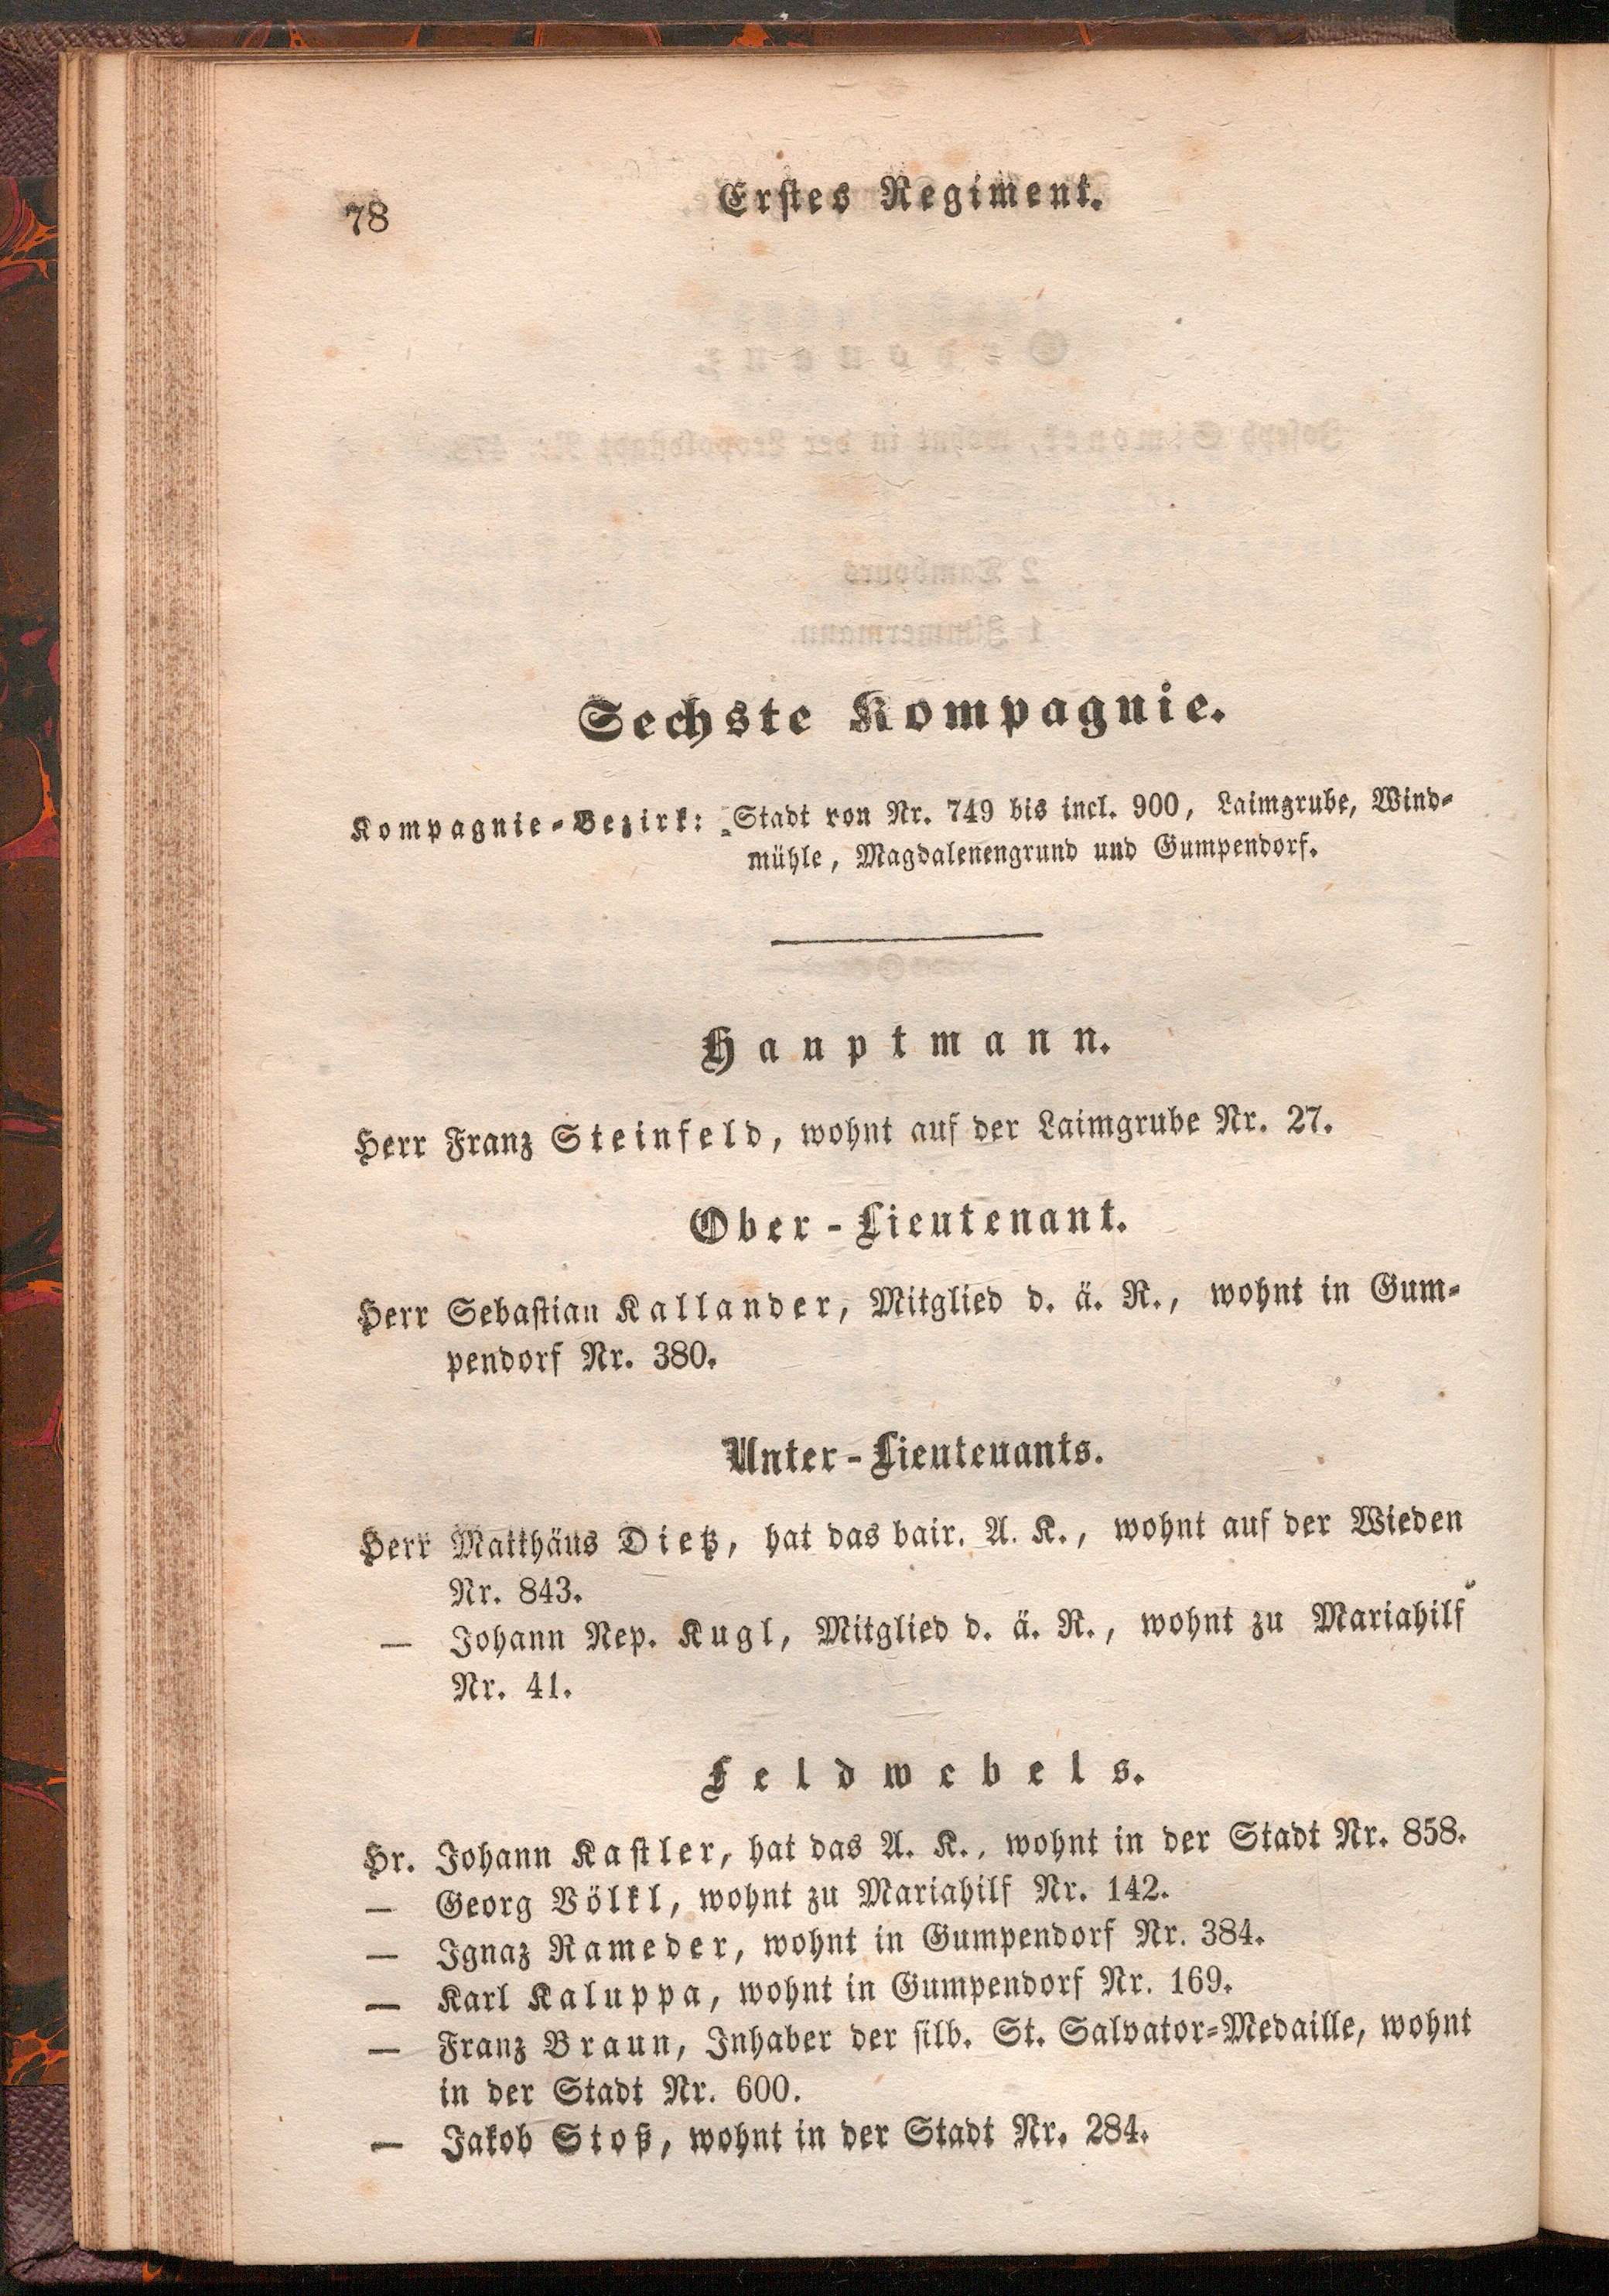 78
Erstes Regiment.
Sechste Kompagnie.
Kompagnie-Bezirk: Stadt von Nr. 749 bis incl. 900, Laimgrube, Wind-
mühle, Magdalenengrund und Gumpendorf.
Hauptmann.
Herr Franz Steinfeld, wohnt auf der Laimgrube Nr. 27.
Ober-Lieutenant.
Herr Sebastian Kallander, Mitglied d. ä. R., wohnt in Gum-
pendorf Nr. 380.
Unter-Lieutenants.
Herr Matthäus Dietz, hat das bair. A. K., wohnt auf der Wieden
Nr. 843.
— Johann Nep. Kugl, Mitglied d. ä. R., wohnt zu Mariahilf
Nr. 41.
Feldwebels.
Hr. Johann Kastler, hat das A. K., wohnt in der Stadt Nr. 858.
— Georg Völkl, wohnt zu Mariahilf Nr. 142.
— Ignaz Rameder, wohnt in Gumpendorf Nr. 384.
— Karl Kaluppa, wohnt in Gumpendorf Nr. 169.
— Franz Braun, Inhaber der silb. St. Salvator-Medaille, wohnt
in der Stadt Nr. 600.
— Jakob Stoß, wohnt in der Stadt Nr. 284.